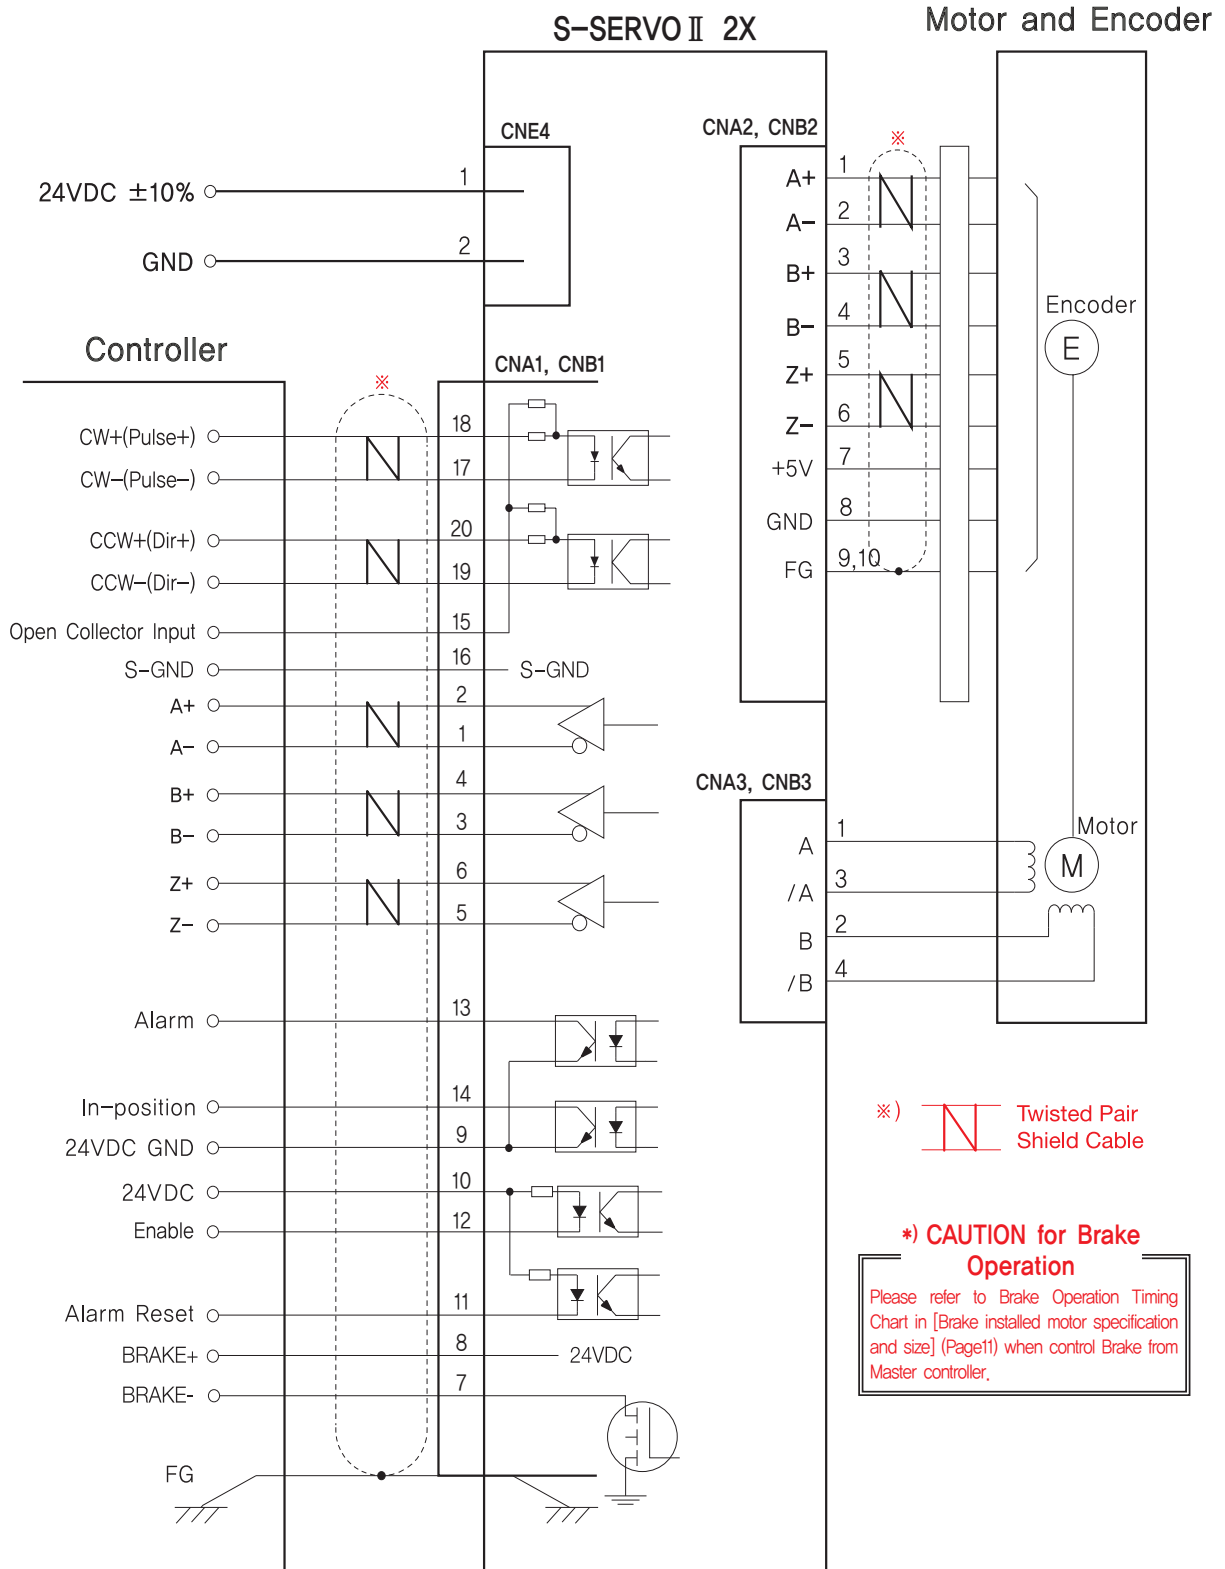 S-SERVOⅡ 2X
Motor and Encoder
CNE4
24VDC ±10%
1
GND
2
Controller
※
CNA1, CNB1
CW+(Pulse+)
18
CW-(Pulse-)
17
CCW+(Dir+)
20
CCW-(Dir-)
19
Open Collector Input
15
S-GND
16
S-GND
A+
2
A-
1
B+
4
B-
3
Z+
6
Z-
5
Alarm
13
In-position
14
24VDC GND
9
24VDC
10
Enable
12
Alarm Reset
11
BRAKE+
8
24VDC
BRAKE-
7
FG
CNA2, CNB2
※
A+
1
A-
2
B+
3
B-
4
Z+
5
Z-
6
+5V
7
GND
8
FG
9,10
Encoder
E
CNA3, CNB3
A
1
/A
3
B
2
/B
4
Motor
M
※)
Twisted Pair
Shield Cable
*) CAUTION for Brake
Operation
Please refer to Brake Operation Timing
Chart in [Brake installed motor specification
and size] (Page11) when control Brake from
Master controller.